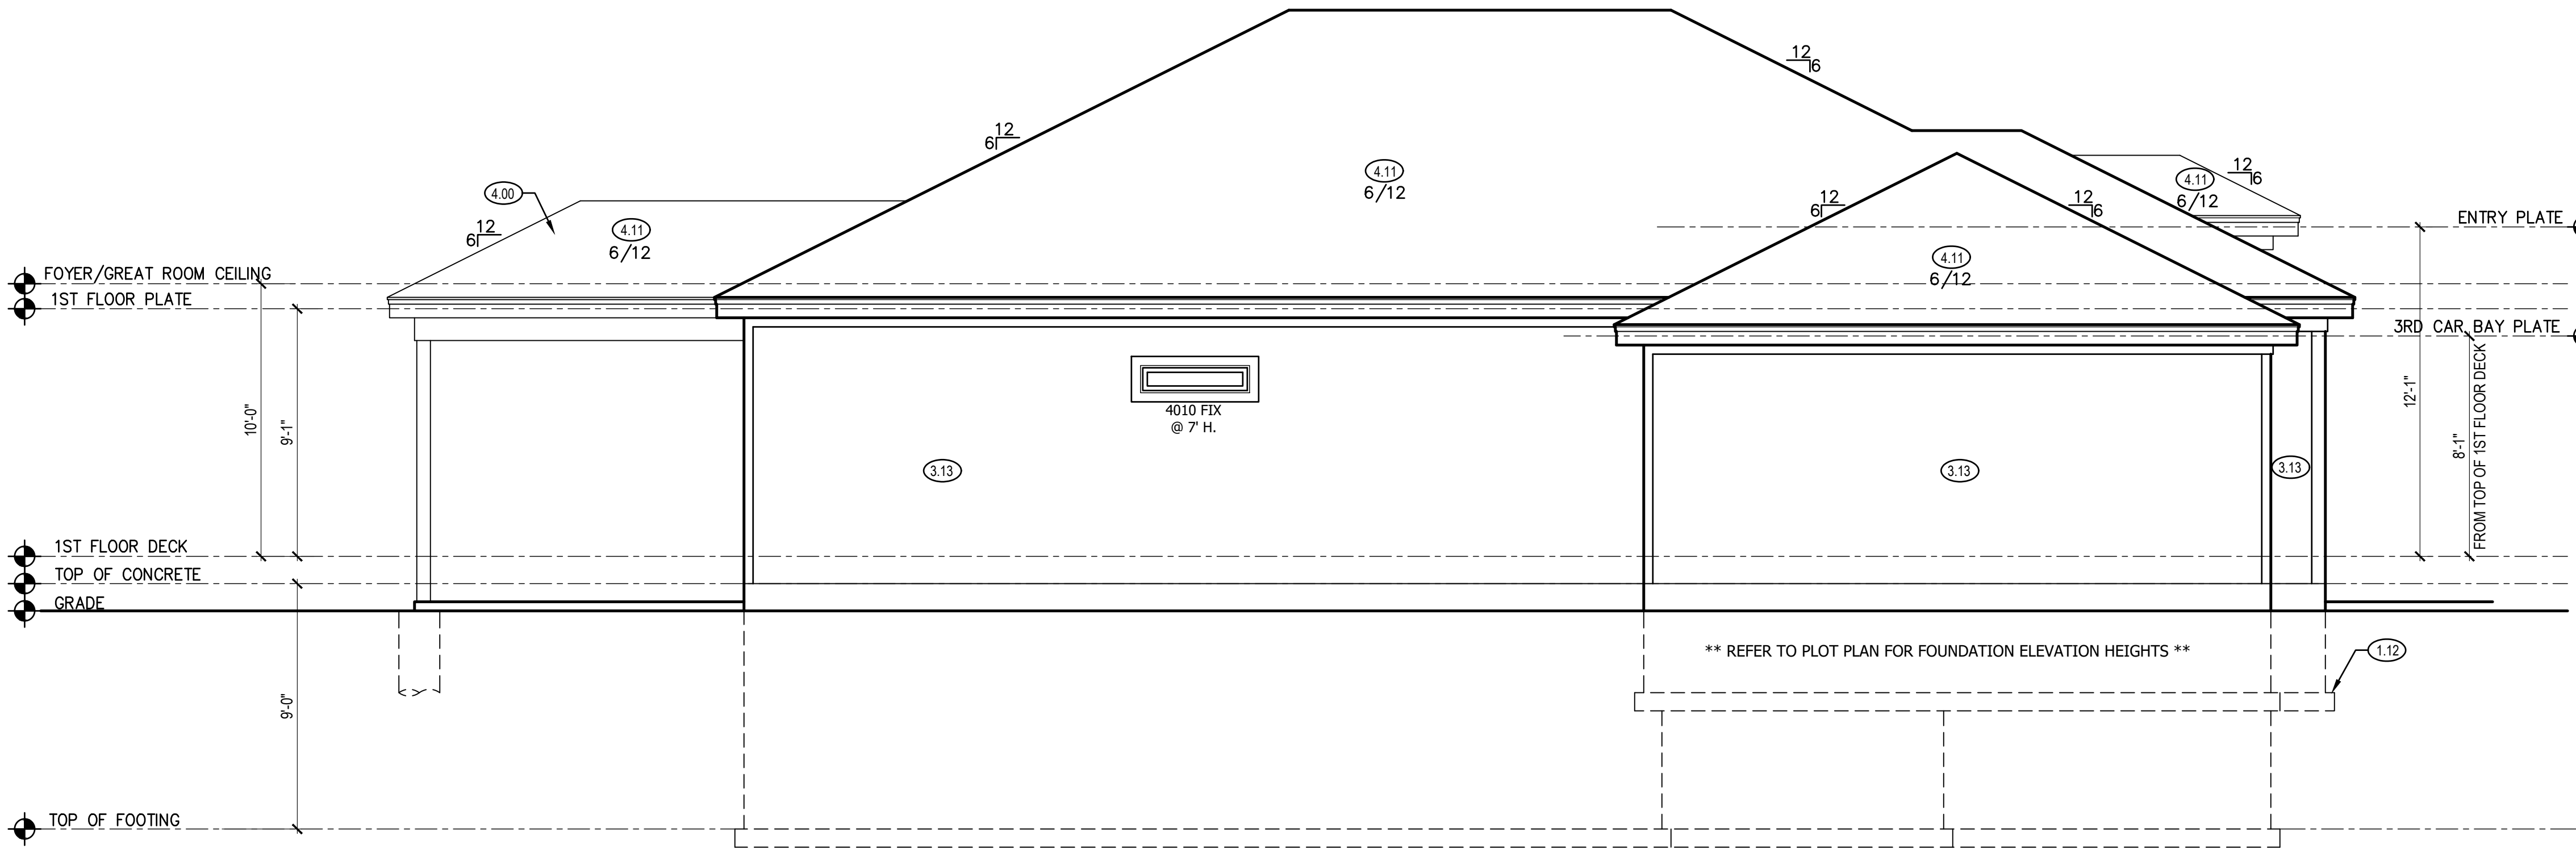 12
6
12
6
4.11
6/12
4.00
12
6
4.11
6/12
12
6
12
6
4.11
6/12
12
6
4.11
6/12
ENTRY PLATE
FOYER/GREAT ROOM CEILING
1ST FLOOR PLATE
3RD CAR BAY PLATE
4010 FIX
@ 7' H.
10'-0"
9'-1"
12'-1"
8'-1"
FROM TOP OF 1ST FLOOR DECK
3.13
3.13
3.13
1ST FLOOR DECK
TOP OF CONCRETE
GRADE
** REFER TO PLOT PLAN FOR FOUNDATION ELEVATION HEIGHTS **
1.12
9'-0"
TOP OF FOOTING